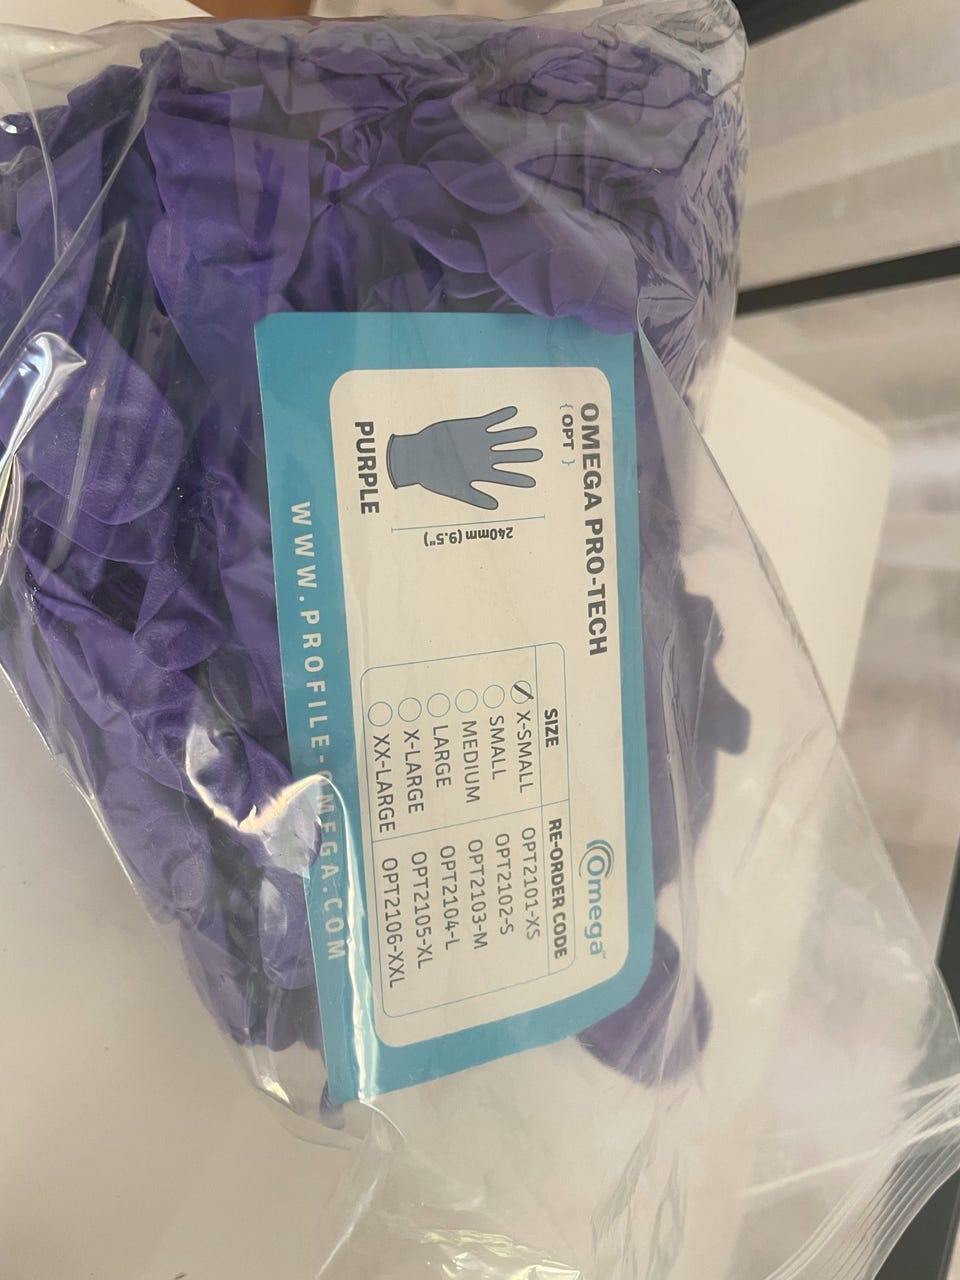 OMEGA PRO-TECH
{ OPT }
Omega™
240mm (9.5")
PURPLE
SIZE RE-ORDER CODE
X-SMALL OPT2101-XS
SMALL OPT2102-S
MEDIUM OPT2103-M
LARGE OPT2104-L
X-LARGE OPT2105-XL
XX-LARGE OPT2106-XXL
WWW.PROFILE-OMEGA.COM